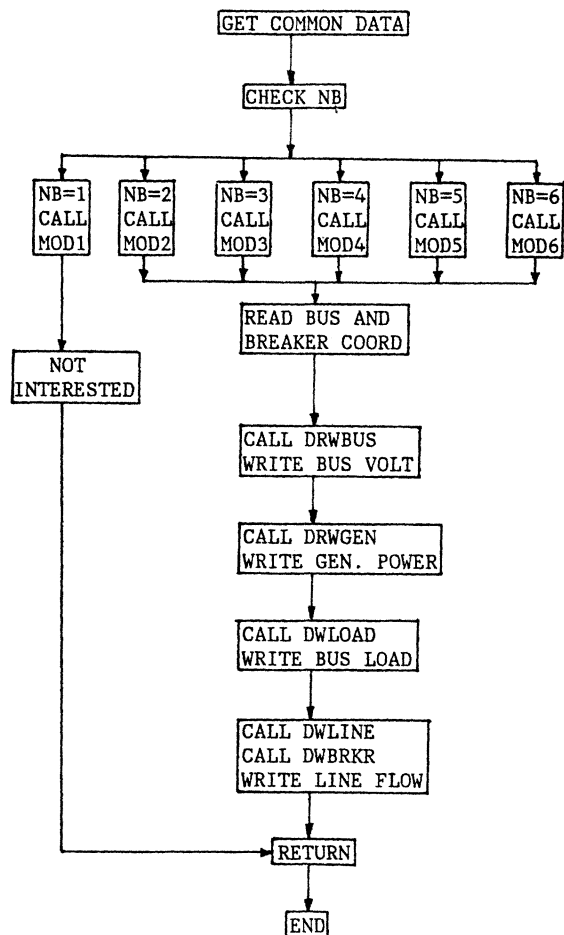 GET COMMON DATA
CHECK NB
NB=1 NB=2 NB=3 NB=4 NB=5 NB=6
CALL CALL CALL CALL CALL CALL
MOD1 MOD2 MOD3 MOD4 MOD5 MOD6
READ BUS AND
BREAKER COORD
NOT
INTERESTED
CALL DRWBUS
WRITE BUS VOLT
CALL DRWGEN
WRITE GEN. POWER
CALL DWLOAD
WRITE BUS LOAD
CALL DWLINE
CALL DWBRKR
WRITE LINE FLOW
RETURN
END